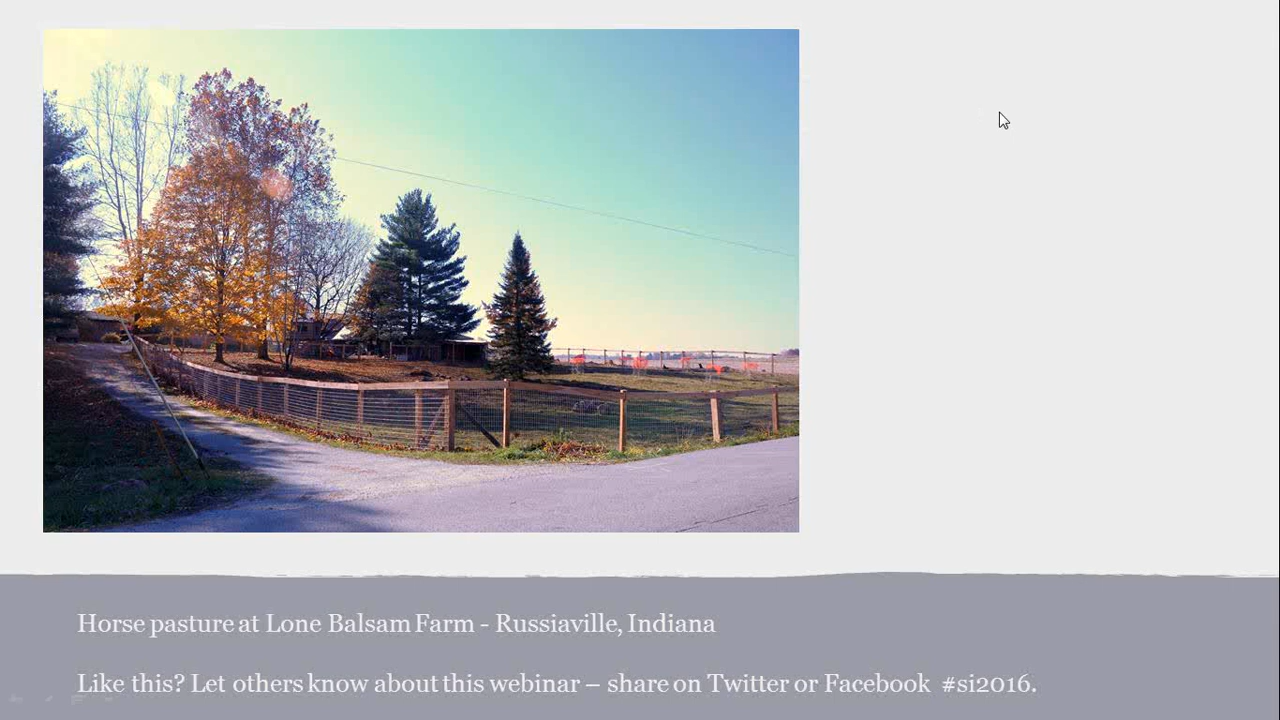 Horse pasture at Lone Balsam Farm - Russiaville, Indiana
Like this? Let others know about this webinar – share on Twitter or Facebook #si2016.